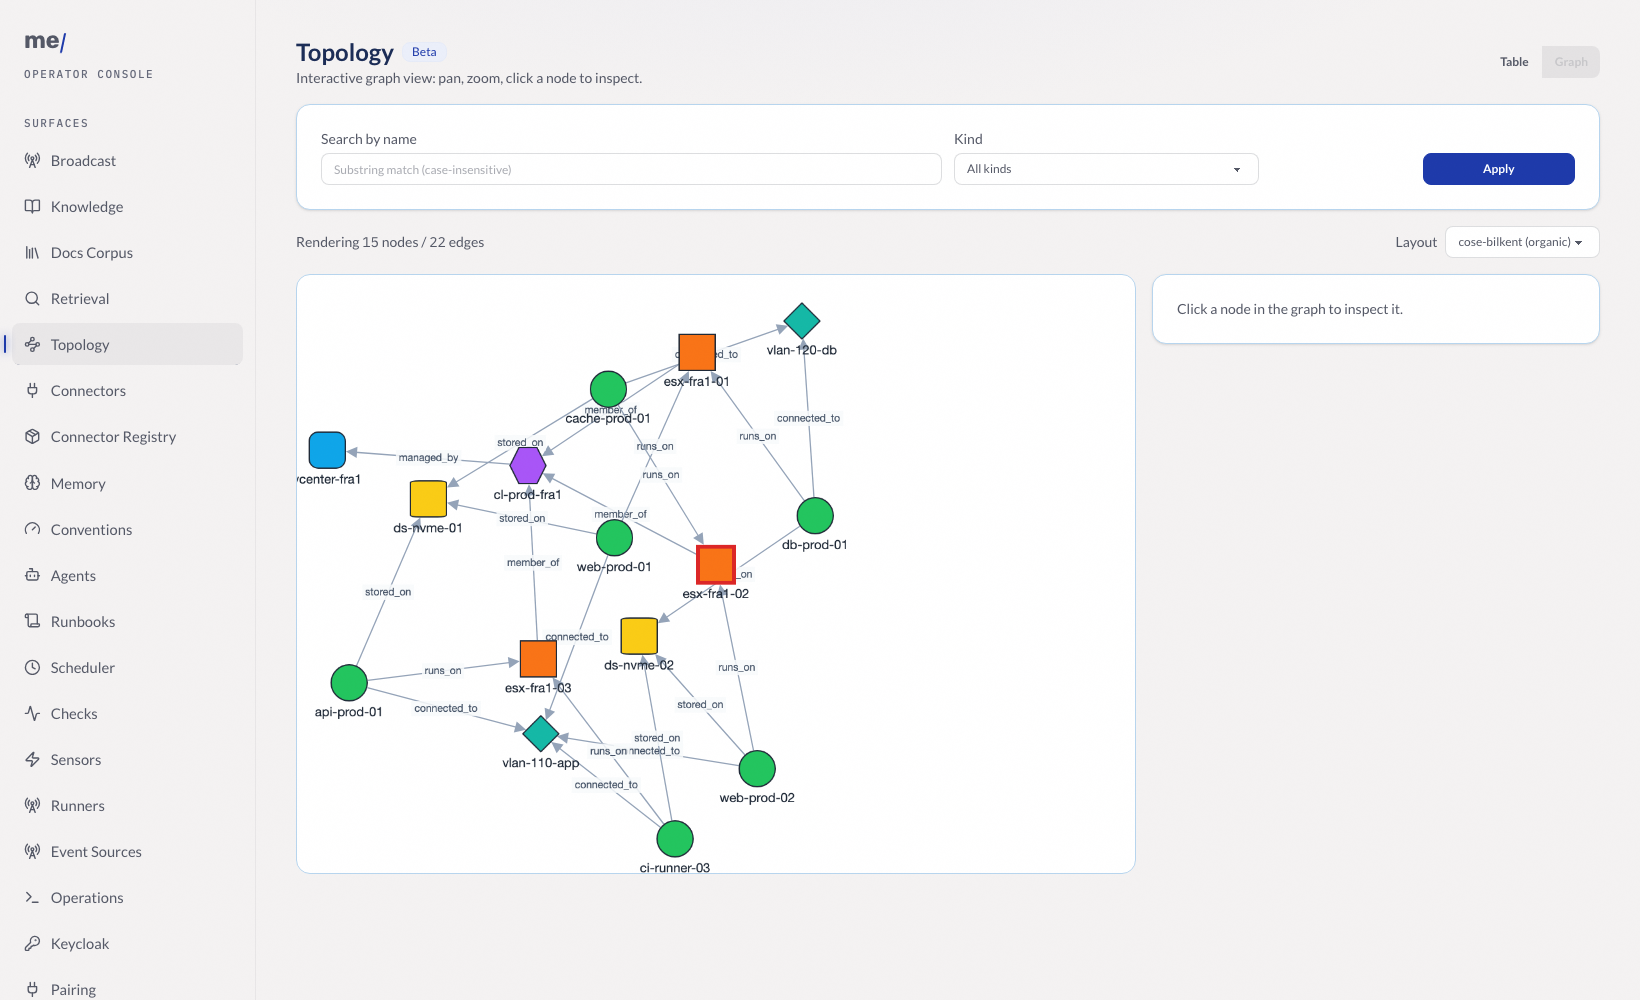 me/
OPERATOR CONSOLE
SURFACES
Broadcast
Knowledge
Docs Corpus
Retrieval
Topology
Connectors
Connector Registry
Memory
Conventions
Agents
Runbooks
Scheduler
Checks
Sensors
Runners
Event Sources
Operations
Keycloak
Pairing
Topology Beta
Interactive graph view: pan, zoom, click a node to inspect.
Table Graph
Search by name
Substring match (case-insensitive)
Kind
All kinds
Apply
Rendering 15 nodes / 22 edges
Layout cose-bilkent (organic)
Click a node in the graph to inspect it.
vlan-120-db
esx-fra1-01
member_of
cache-prod-01
connected_to
runs_on
stored_on
runs_on
managed_by
runs_on
vcenter-fra1
cl-prod-fra1
member_of
stored_on
ds-nvme-01
db-prod-01
member_of
web-prod-01
_on
stored_on
esx-fra1-02
connected_to
ds-nvme-02
runs_on
runs_on
esx-fra1-03
stored_on
connected_to
api-prod-01
stored_on
runs_on
nnected_to
vlan-110-app
connected_to
web-prod-02
ci-runner-03